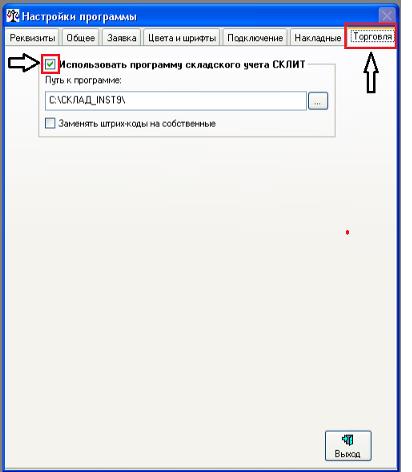 Настройки программы
Реквизиты Общее Заявка Цвета и шрифты Подключение Накладные Торговля
Использовать программу складского учета СКЛИТ
Путь к программе:
C:\СКЛАД_INST9\ ...
Заменять штрих-коды на собственные
Выход